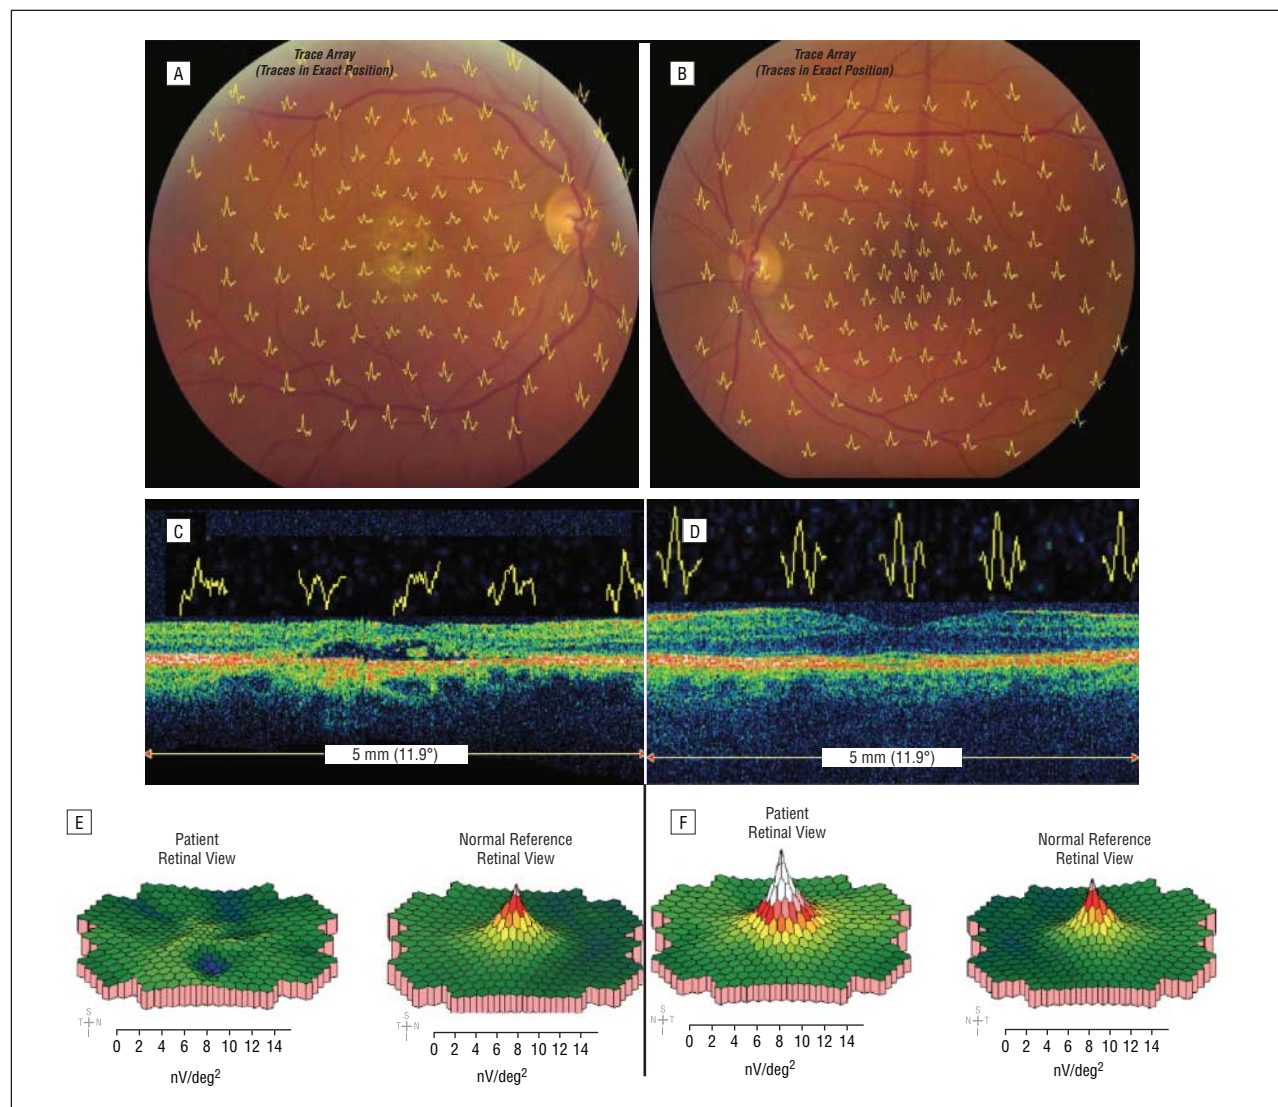 A
Trace Array
(Traces in Exact Position)
B
Trace Array
(Traces in Exact Position)
C
D
5 mm (11.9°)
5 mm (11.9°)
E
Patient
Retinal View
Normal Reference
Retinal View
F
Patient
Retinal View
Normal Reference
Retinal View
S
T N
I
0 2 4 6 8 10 12 14
nV/deg²
S
T N
I
0 2 4 6 8 10 12 14
nV/deg²
S
N T
I
0 2 4 6 8 10 12 14
nV/deg²
S
N T
I
0 2 4 6 8 10 12 14
nV/deg²